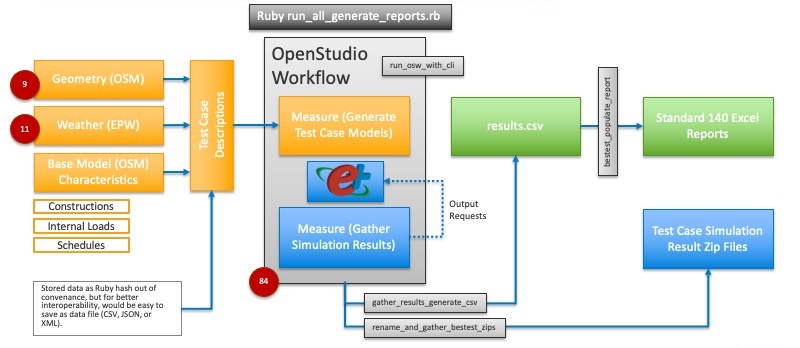 Ruby run_all_generate_reports.rb
OpenStudio
Workflow
run_osw_with_cli
9
Geometry (OSM)
11
Weather (EPW)
Base Model (OSM)
Characteristics
Constructions
Internal Loads
Schedules
Test Case
Descriptions
Measure (Generate
Test Case Models)
et
Output
Requests
Measure (Gather
Simulation Results)
84
results.csv
bestest_populate_report
Standard 140 Excel
Reports
Test Case Simulation
Result Zip Files
Stored data as Ruby hash out of
convenance, but for better
interoperability, would be easy to
save as data file (CSV, JSON, or
XML).
gather_results_generate_csv
rename_and_gather_bestest_zips